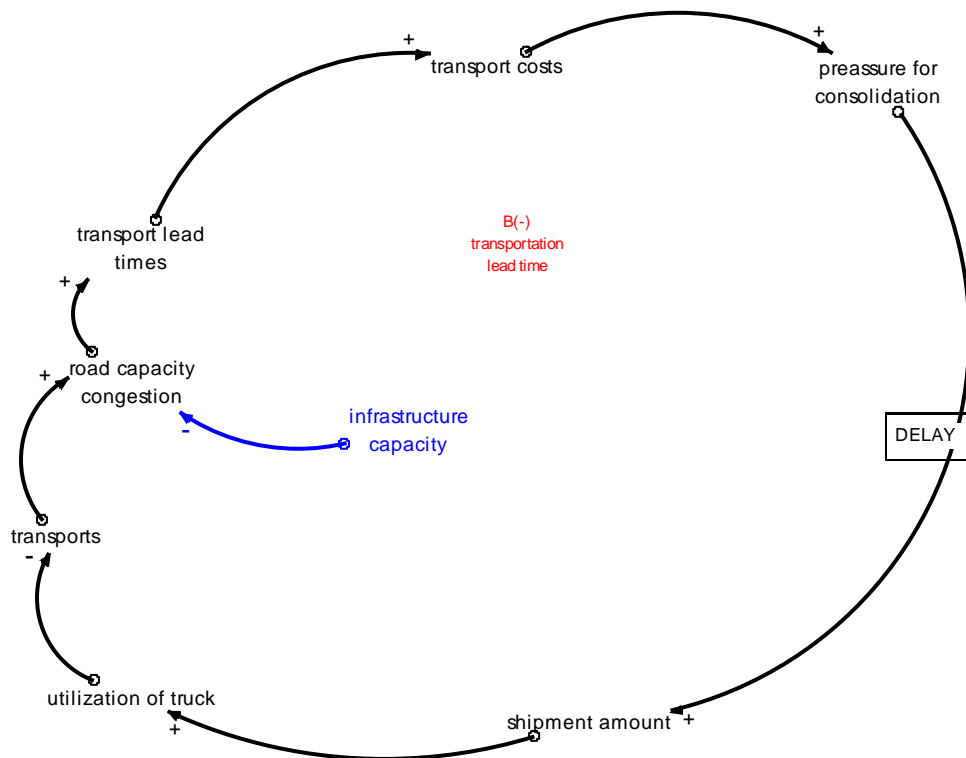 +
transport costs
+
preassure for
consolidation
transport lead
times
B(-)
transportation
lead time
+
road capacity
congestion
+
infrastructure
capacity
-
DELAY
transports
-
utilization of truck
+
shipment amount
+